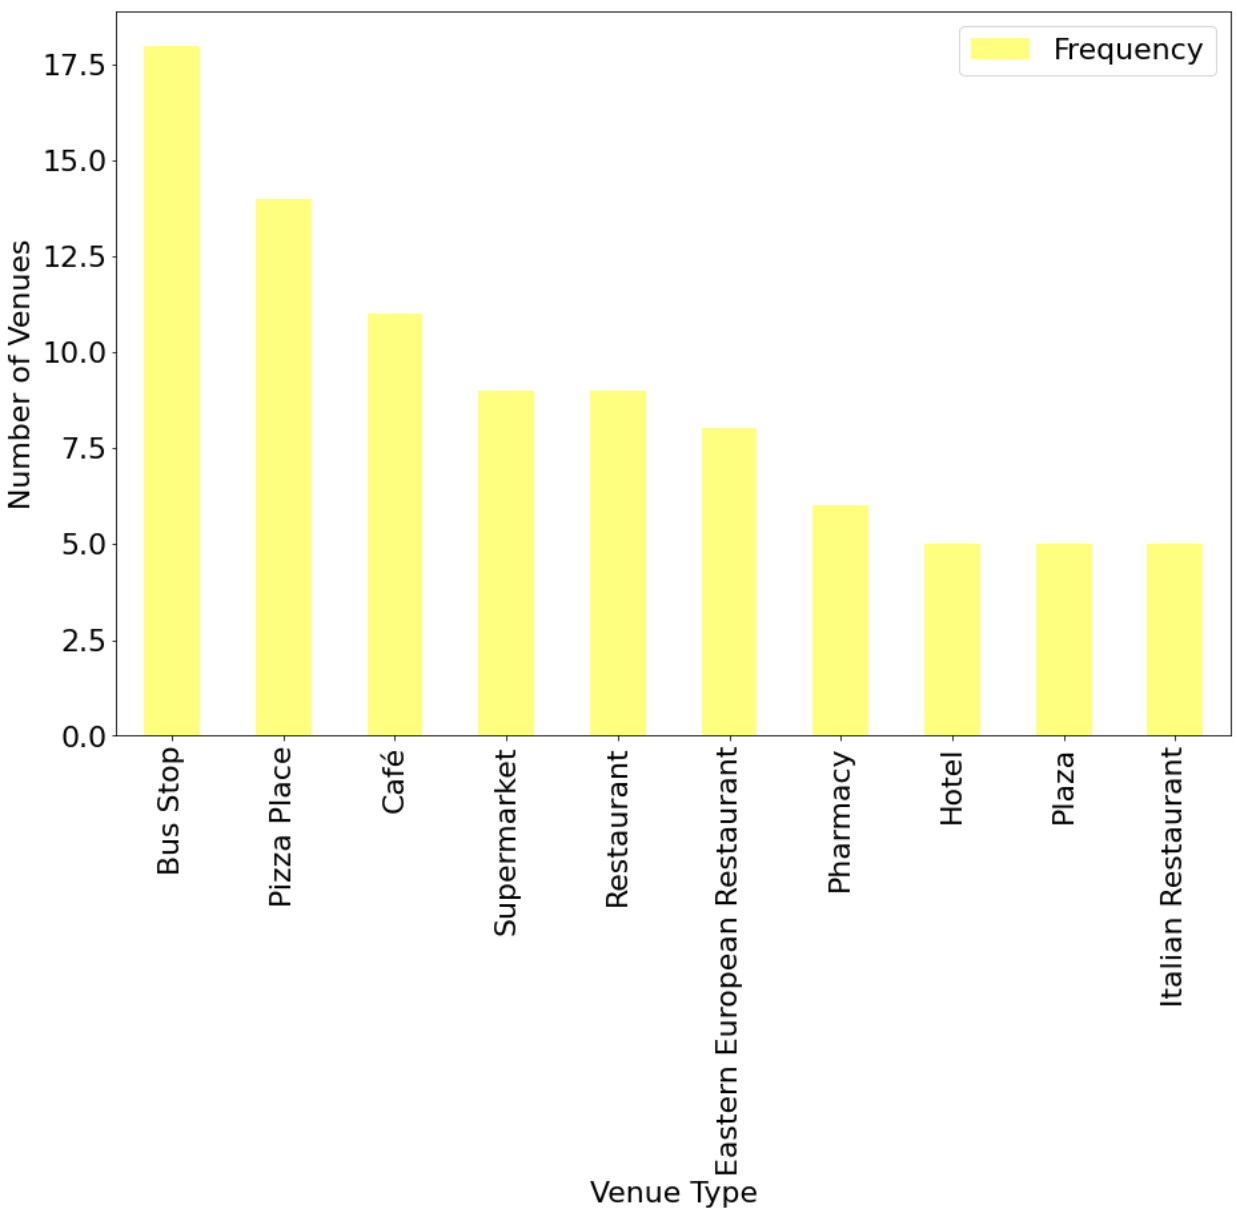 Frequency
17.5
15.0
12.5
10.0
7.5
5.0
2.5
0.0
Number of Venues
Bus Stop
Pizza Place
Café
Supermarket
Restaurant
Eastern European Restaurant
Pharmacy
Hotel
Plaza
Italian Restaurant
Venue Type